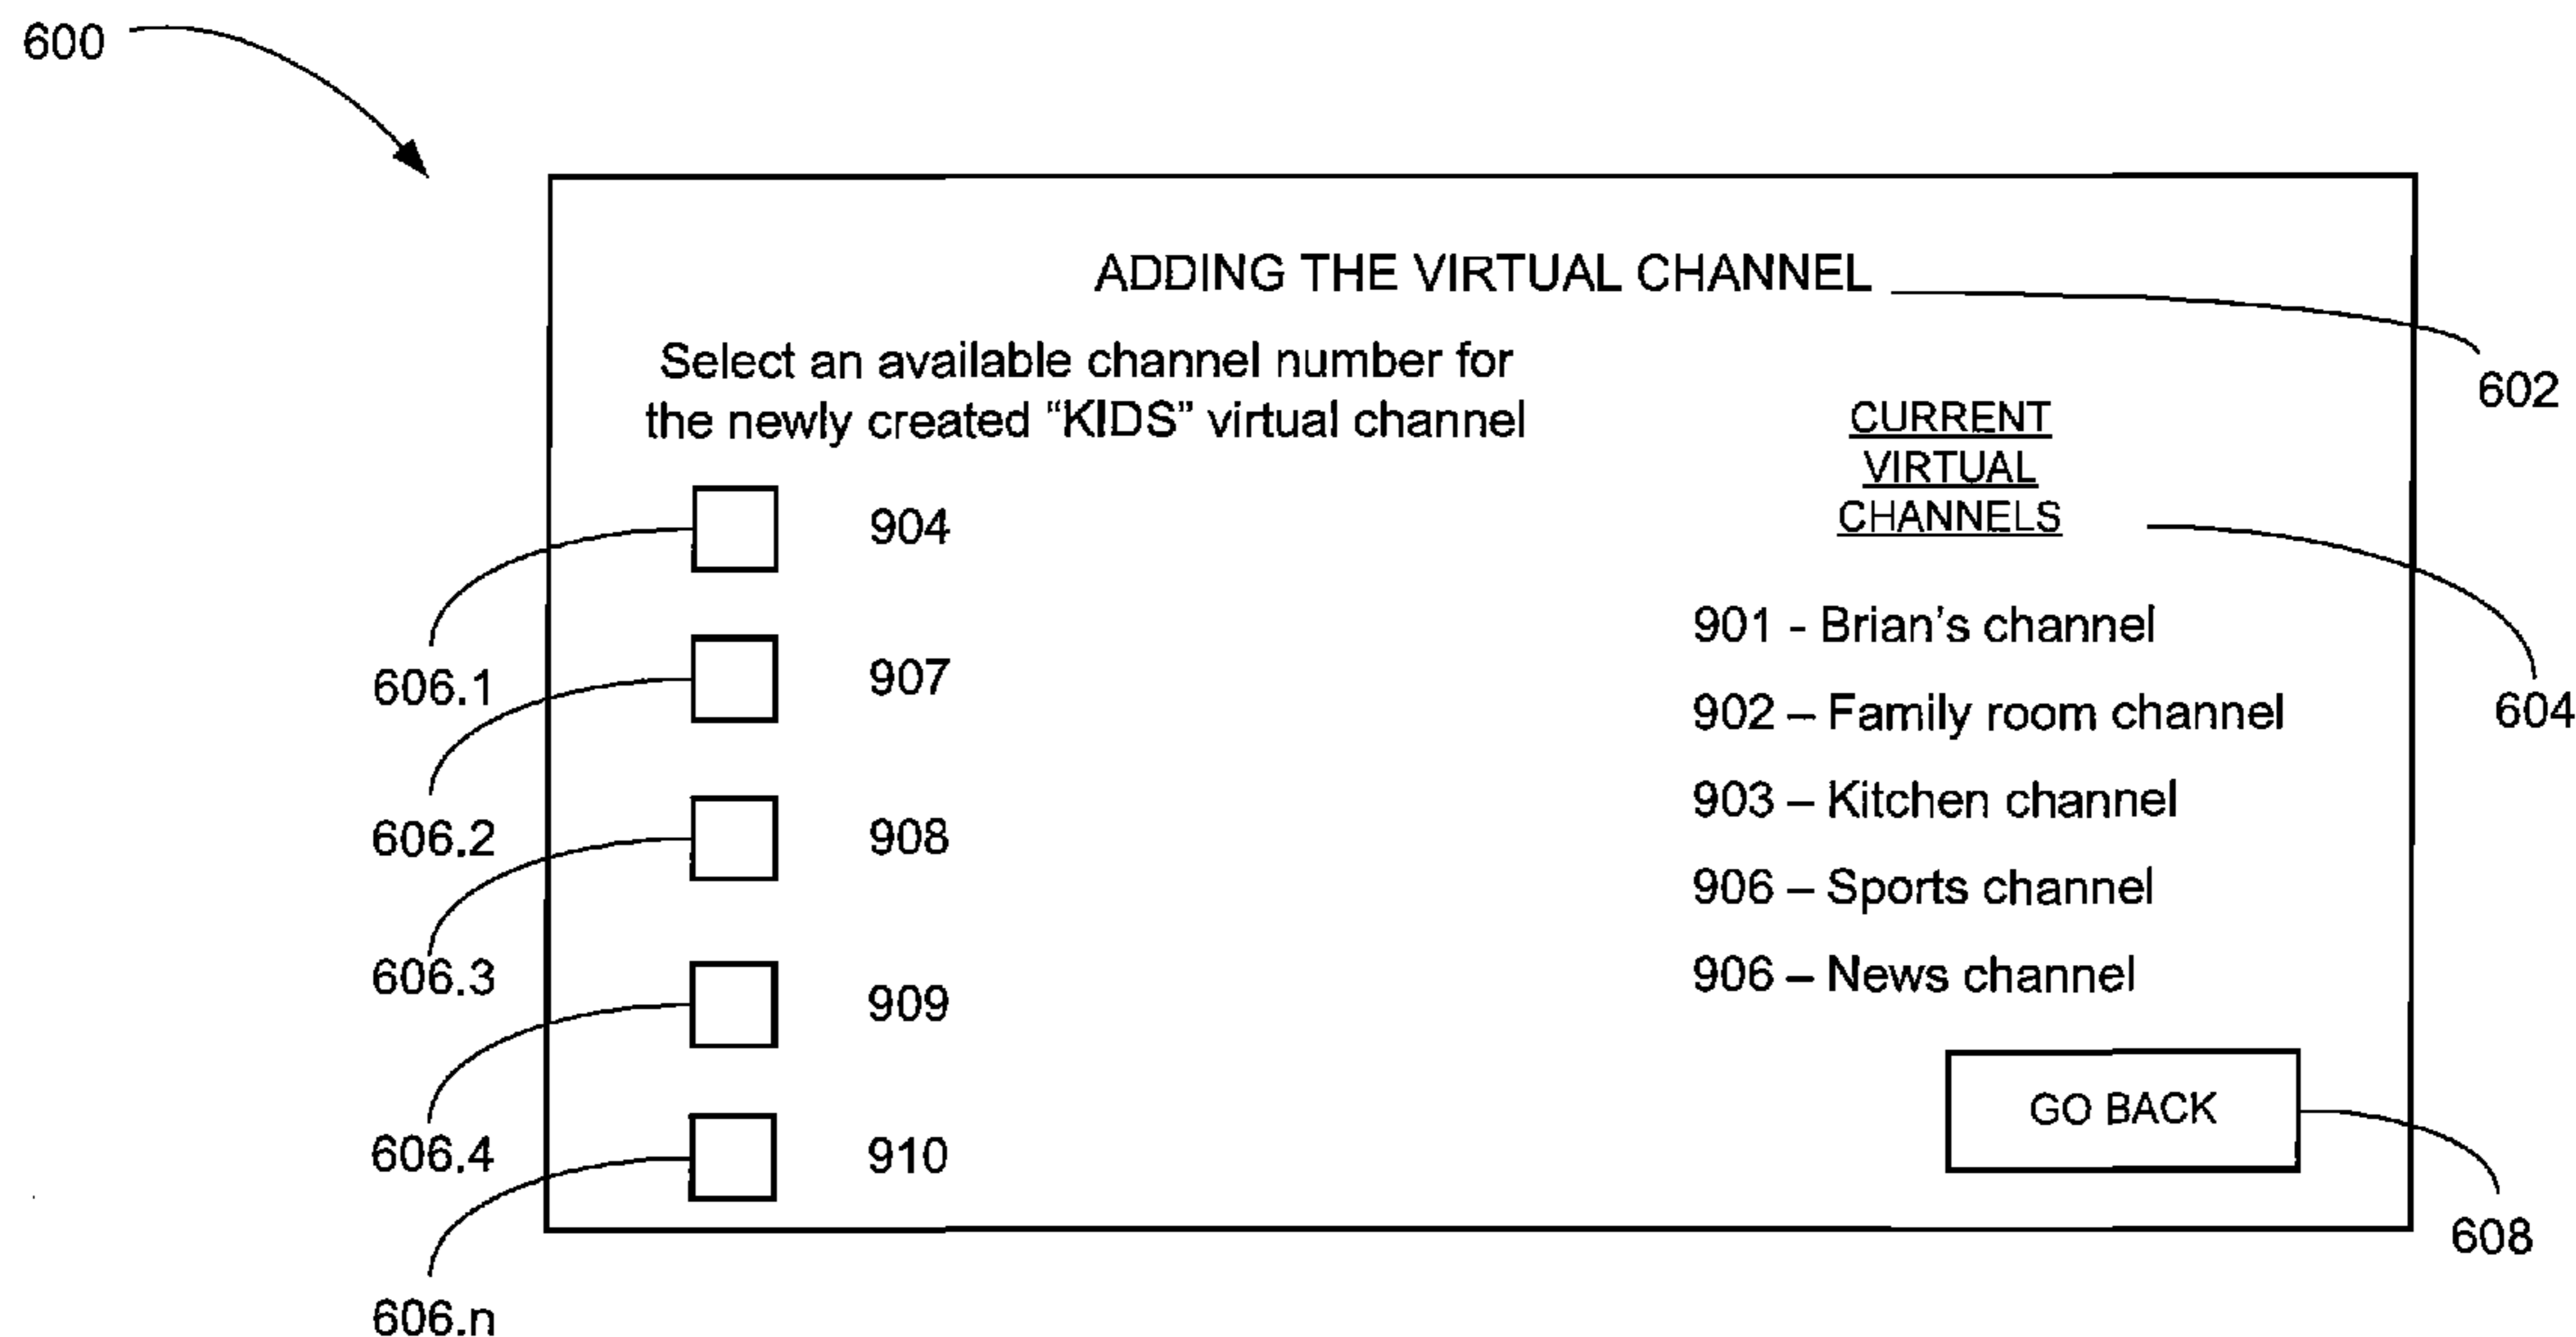 600
ADDING THE VIRTUAL CHANNEL
602
Select an available channel number for
the newly created “KIDS” virtual channel
CURRENT
VIRTUAL
CHANNELS
604
606.1
904
606.2
907
606.3
908
606.4
909
606.n
910
901 - Brian’s channel
902 – Family room channel
903 – Kitchen channel
906 – Sports channel
906 – News channel
GO BACK
608